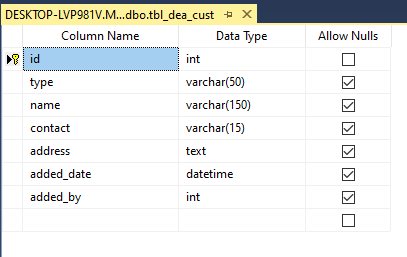 DESKTOP-LVP981V.M...dbo.tbl_dea_cust
Column Name Data Type Allow Nulls
id int
type varchar(50)
name varchar(150)
contact varchar(15)
address text
added_date datetime
added_by int